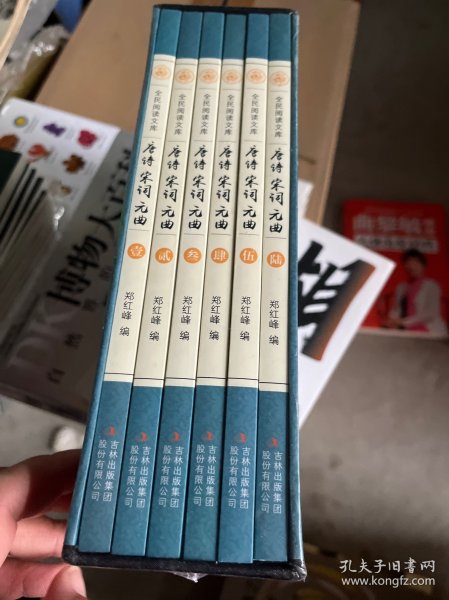 全民阅读文库
唐诗 宋词 元曲
壹
郑红峰 编
吉林出版集团
股份有限公司
全民阅读文库
唐诗 宋词 元曲
贰
郑红峰 编
吉林出版集团
股份有限公司
全民阅读文库
唐诗 宋词 元曲
叁
郑红峰 编
吉林出版集团
股份有限公司
全民阅读文库
唐诗 宋词 元曲
肆
郑红峰 编
吉林出版集团
股份有限公司
全民阅读文库
唐诗 宋词 元曲
伍
郑红峰 编
吉林出版集团
股份有限公司
全民阅读文库
唐诗 宋词 元曲
陆
郑红峰 编
吉林出版集团
股份有限公司
博物大百科
自然
曲黎敏
孔夫子旧书网
www.kongfz.com